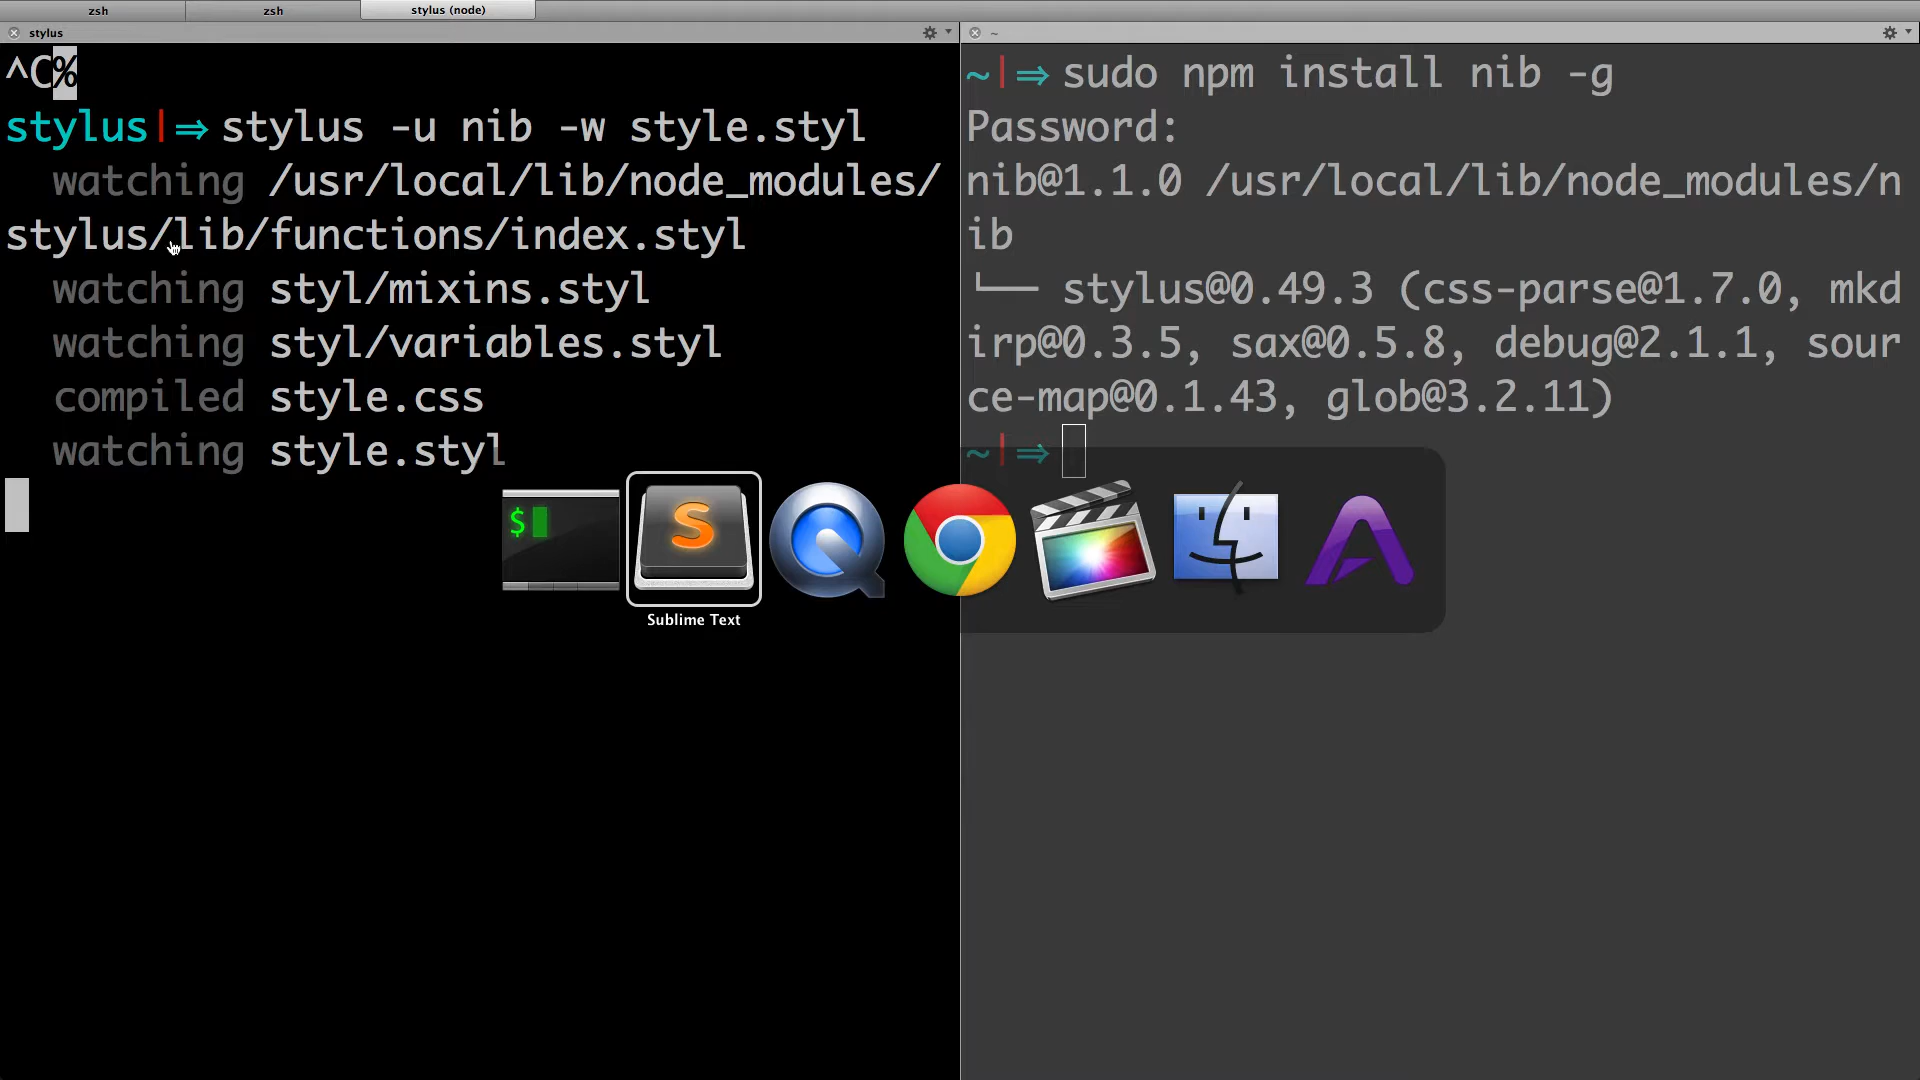 zsh
zsh
stylus (node)
stylus
^C%
stylus|⇒ stylus -u nib -w style.styl
watching /usr/local/lib/node_modules/
stylus/lib/functions/index.styl
watching styl/mixins.styl
watching styl/variables.styl
compiled style.css
watching style.styl
~
~|⇒ sudo npm install nib -g
Password:
nib@1.1.0 /usr/local/lib/node_modules/n
ib
└── stylus@0.49.3 (css-parse@1.7.0, mkd
irp@0.3.5, sax@0.5.8, debug@2.1.1, sour
ce-map@0.1.43, glob@3.2.11)
~|⇒
$
S
Sublime Text